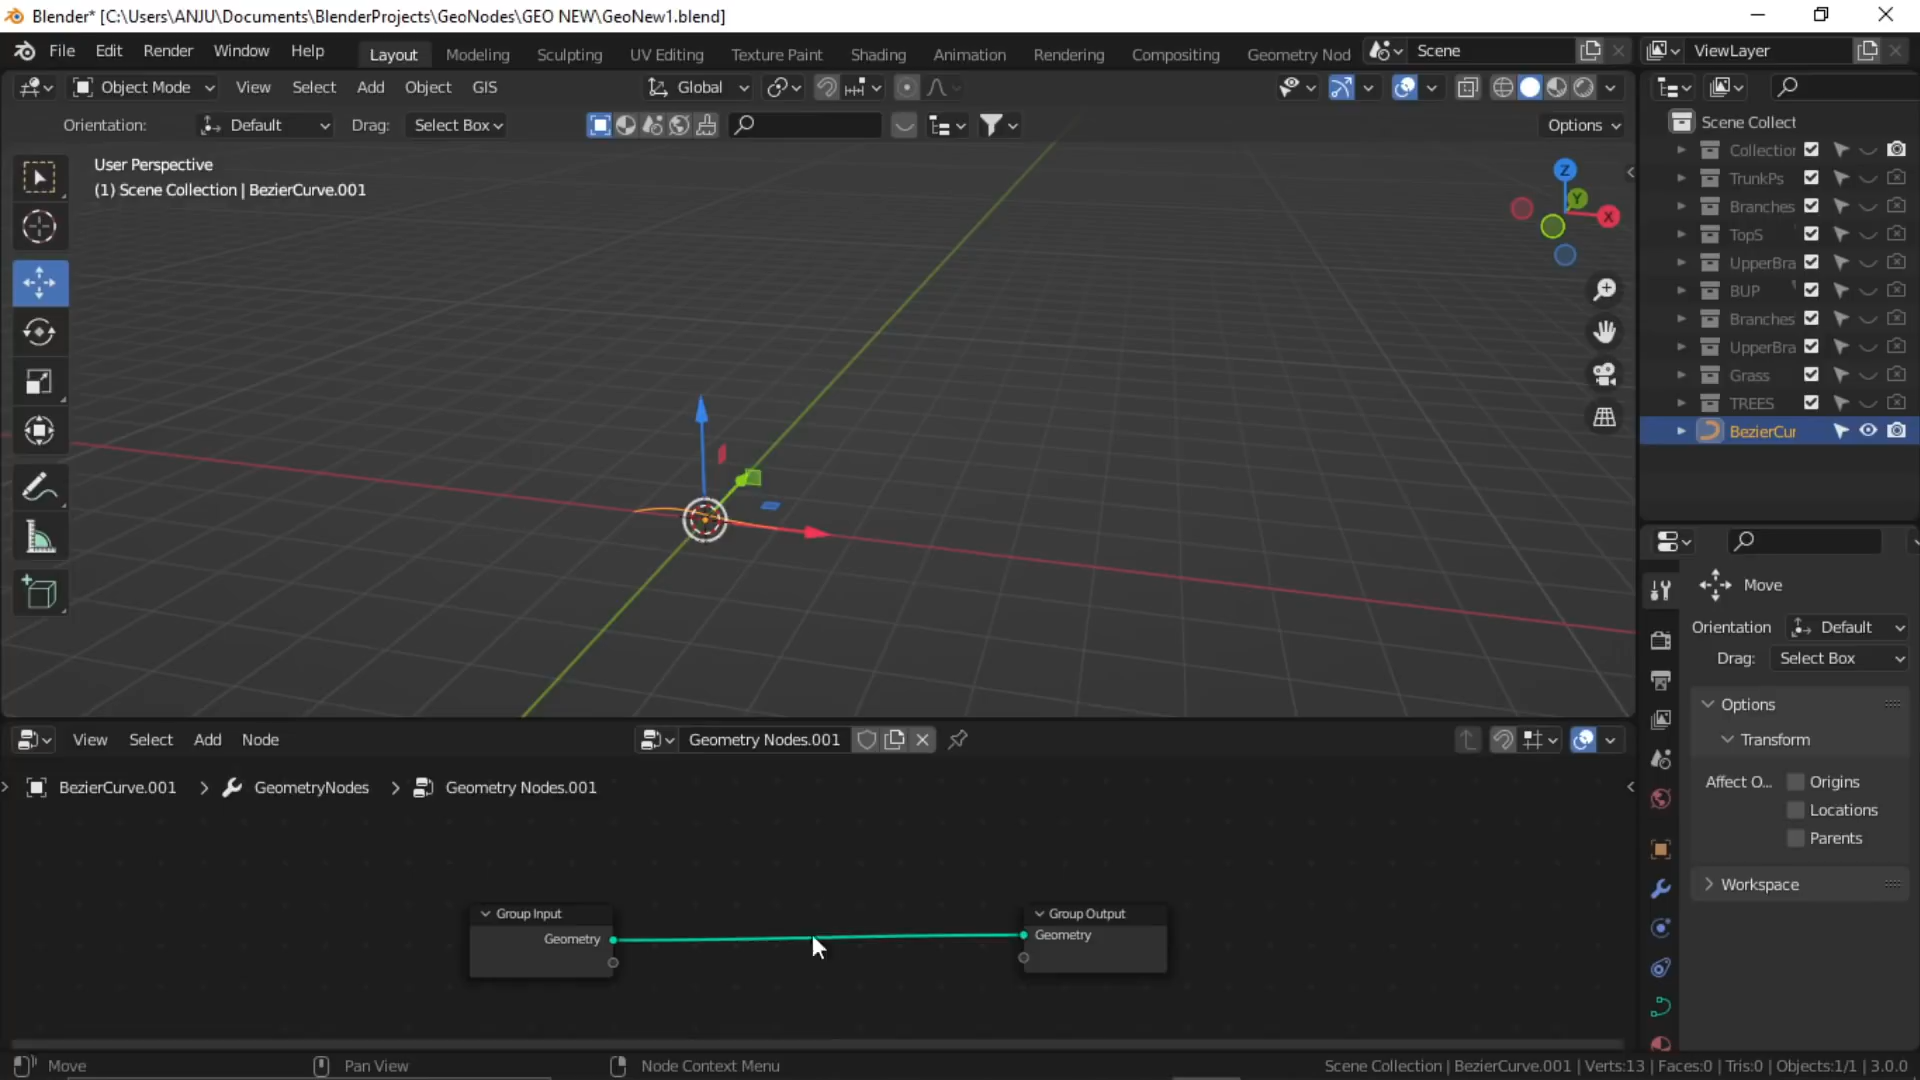 Blender* [C:\Users\ANJU\Documents\BlenderProjects\GeoNodes\GEO NEW\GeoNew1.blend]
File Edit Render Window Help Layout Modeling Sculpting UV Editing Texture Paint Shading Animation Rendering Compositing Geometry Nod Scene ViewLayer
Object Mode View Select Add Object GIS Global
Orientation: Default Drag: Select Box Options
User Perspective
(1) Scene Collection | BezierCurve.001
Z
Y
X
Scene Collect
Collection
TrunkPs
Branches
TopS
UpperBra
BUP
Branches
UpperBra
Grass
TREES
BezierCur
Move
Orientation Default
Drag: Select Box
Options
Transform
Affect O... Origins
Locations
Parents
Workspace
View Select Add Node Geometry Nodes.001
BezierCurve.001 > GeometryNodes > Geometry Nodes.001
Group Input
Geometry
Group Output
Geometry
Move Pan View Node Context Menu Scene Collection | BezierCurve.001 | Verts:13 | Faces:0 | Tris:0 | Objects:1/1 | 3.0.0